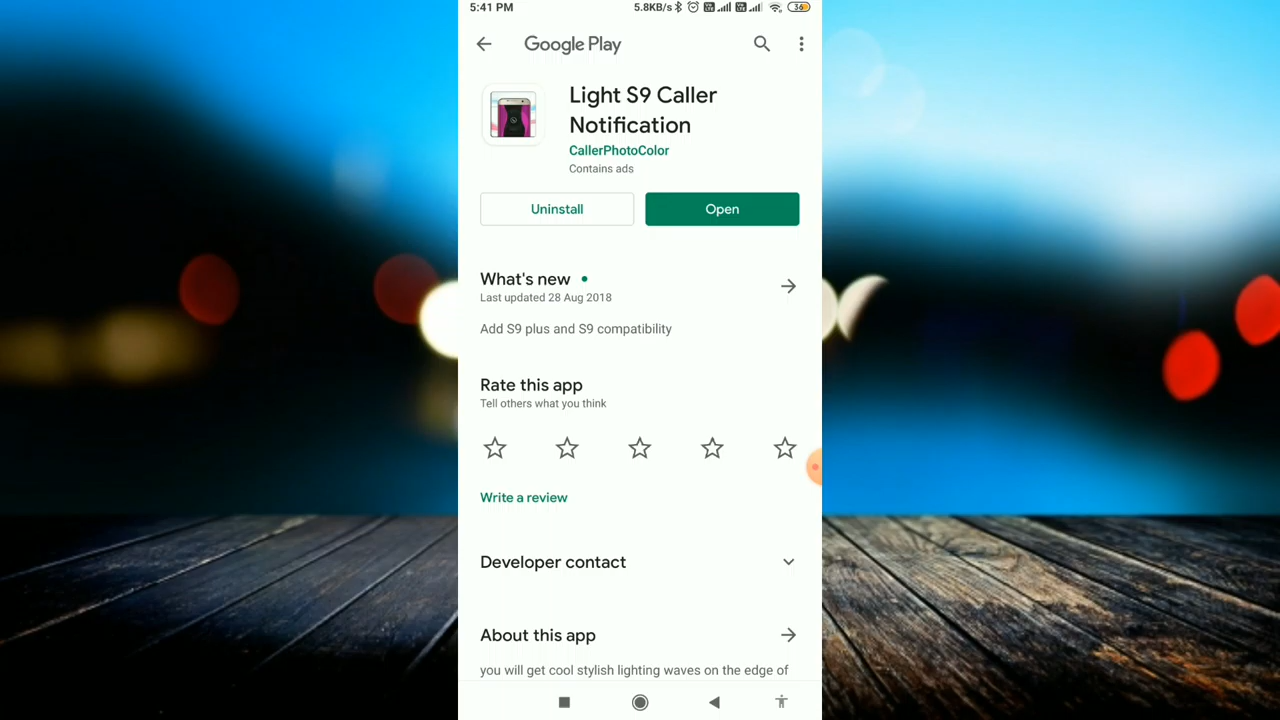 5:41 PM 5.8KB/s 36
Google Play
Light S9 Caller
Notification
CallerPhotoColor
Contains ads
Uninstall Open
What's new
Last updated 28 Aug 2018
Add S9 plus and S9 compatibility
Rate this app
Tell others what you think
Write a review
Developer contact
About this app
you will get cool stylish lighting waves on the edge of